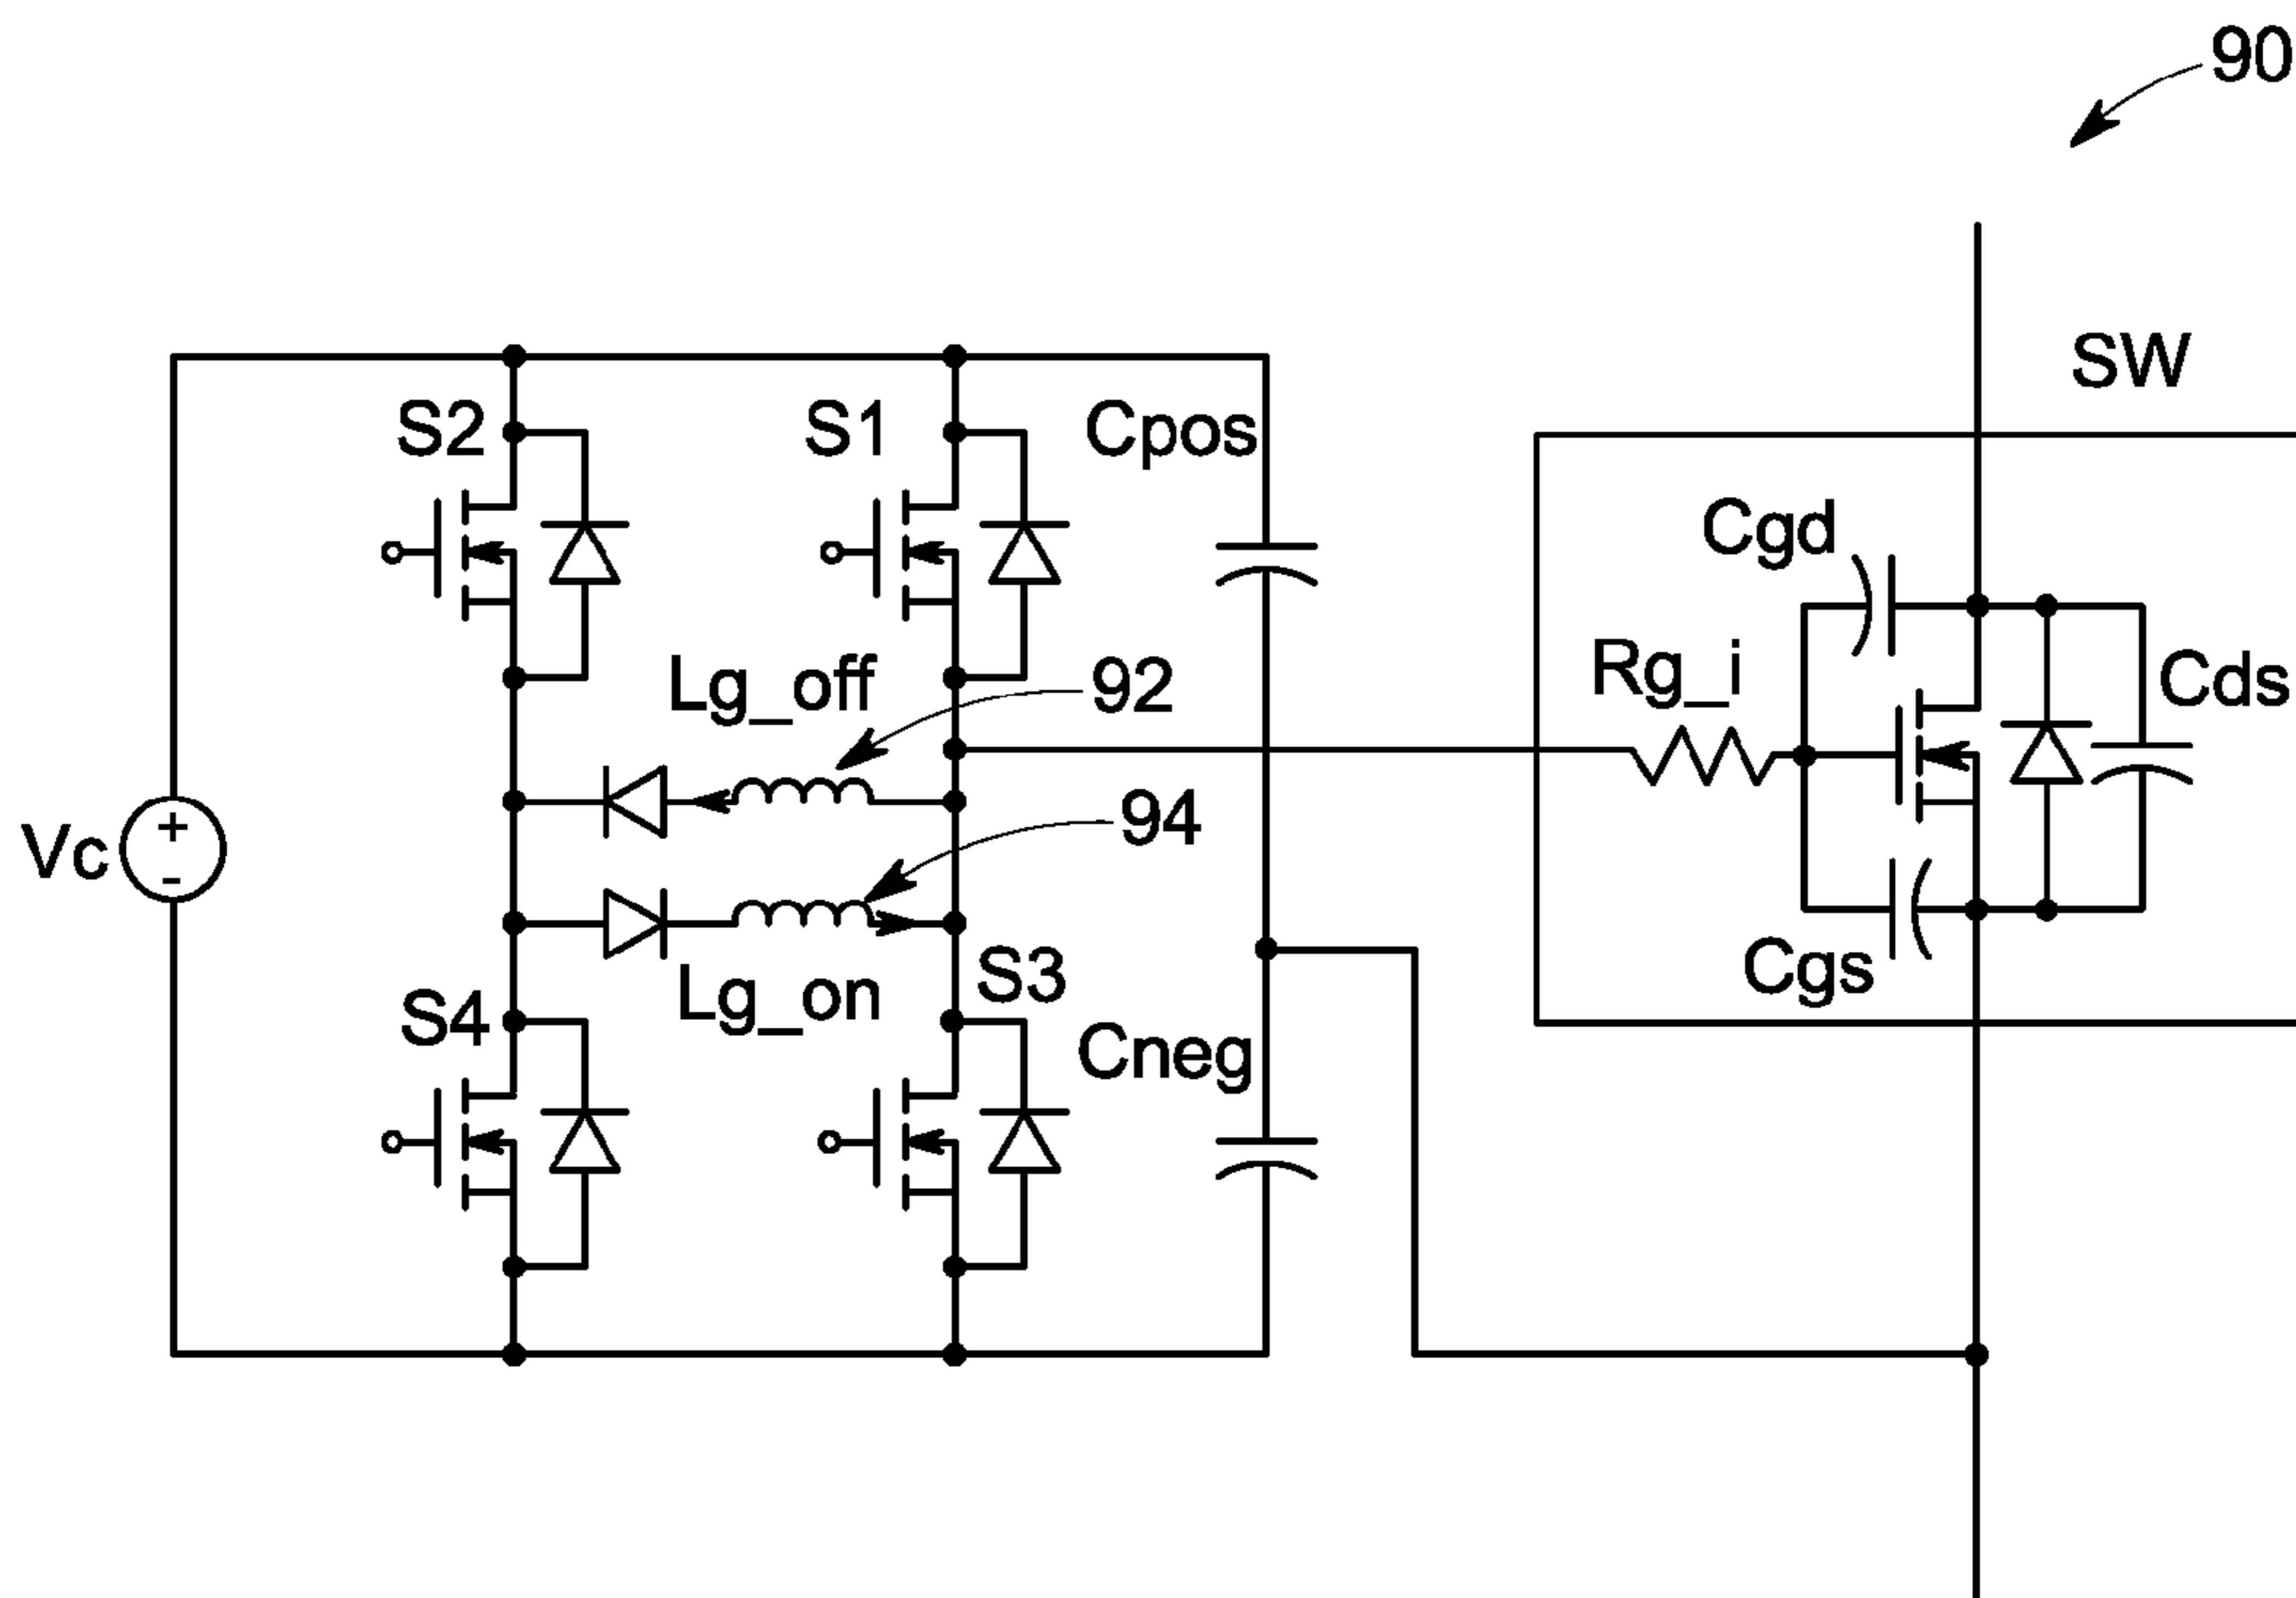 90
SW
S2
S1
Cpos
Cgd
Rg_i
Cds
Lg_off
92
94
Vc
+
-
Lg_on
S3
Cgs
S4
Cneg